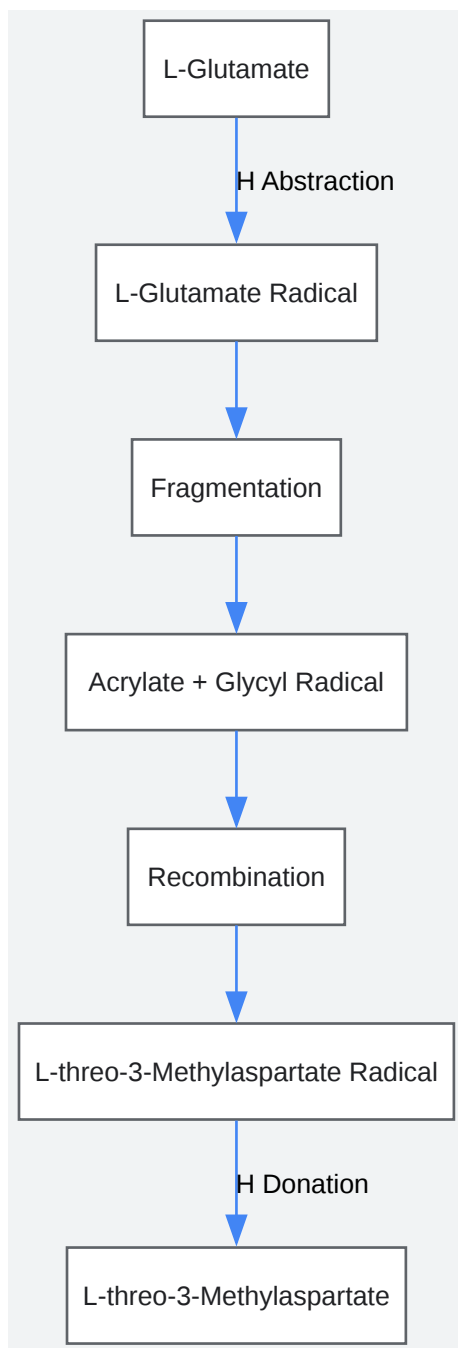 L-Glutamate
H Abstraction
L-Glutamate Radical
Fragmentation
Acrylate + Glycyl Radical
Recombination
L-threo-3-Methylaspartate Radical
H Donation
L-threo-3-Methylaspartate